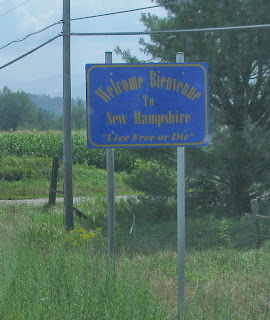 Welcome Bienvenue
To
New Hampshire
"Live Free or Die"